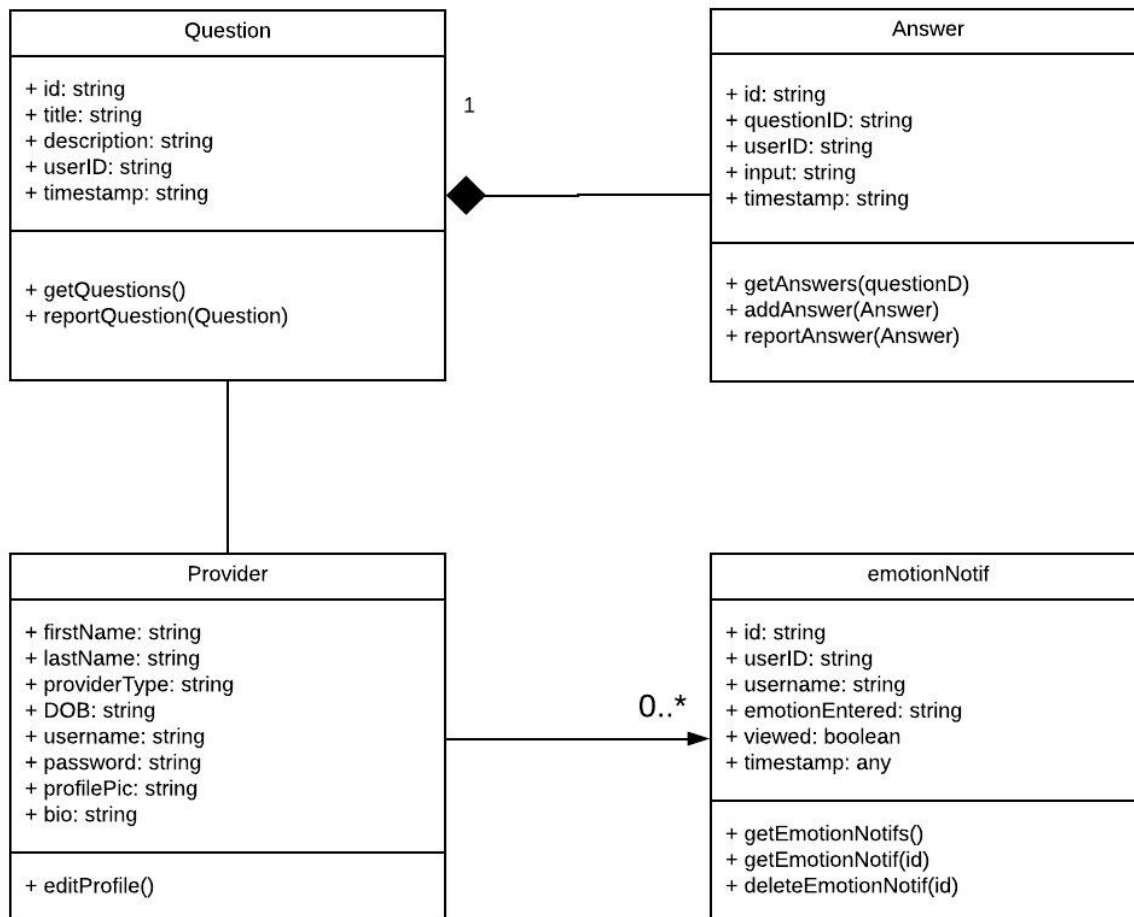 Question
+ id: string
+ title: string
+ description: string
+ userID: string
+ timestamp: string
+ getQuestions()
+ reportQuestion(Question)
1
Answer
+ id: string
+ questionID: string
+ userID: string
+ input: string
+ timestamp: string
+ getAnswers(questionD)
+ addAnswer(Answer)
+ reportAnswer(Answer)
Provider
+ firstName: string
+ lastName: string
+ providerType: string
+ DOB: string
+ username: string
+ password: string
+ profilePic: string
+ bio: string
+ editProfile()
0..*
emotionNotif
+ id: string
+ userID: string
+ username: string
+ emotionEntered: string
+ viewed: boolean
+ timestamp: any
+ getEmotionNotifs()
+ getEmotionNotif(id)
+ deleteEmotionNotif(id)